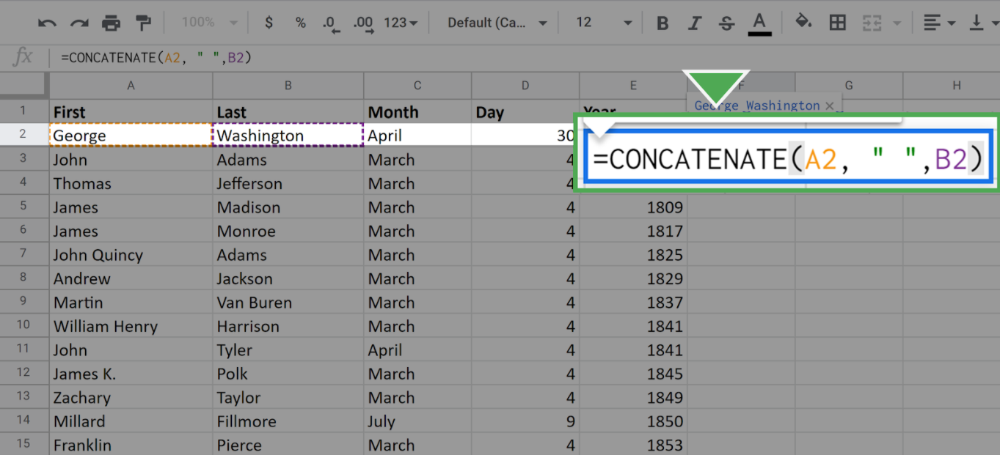 100% $ % .0 .00 123 Default (Ca... 12 B I S A
fx =CONCATENATE(A2, " ",B2)
A B C D E F G H
George Washington ×
1 First Last Month Day Year
2 George Washington April 30
=CONCATENATE(A2, " ",B2)
3 John Adams March 4
4 Thomas Jefferson March 4
5 James Madison March 4 1809
6 James Monroe March 4 1817
7 John Quincy Adams March 4 1825
8 Andrew Jackson March 4 1829
9 Martin Van Buren March 4 1837
10 William Henry Harrison March 4 1841
11 John Tyler April 4 1841
12 James K. Polk March 4 1845
13 Zachary Taylor March 4 1849
14 Millard Fillmore July 9 1850
15 Franklin Pierce March 4 1853